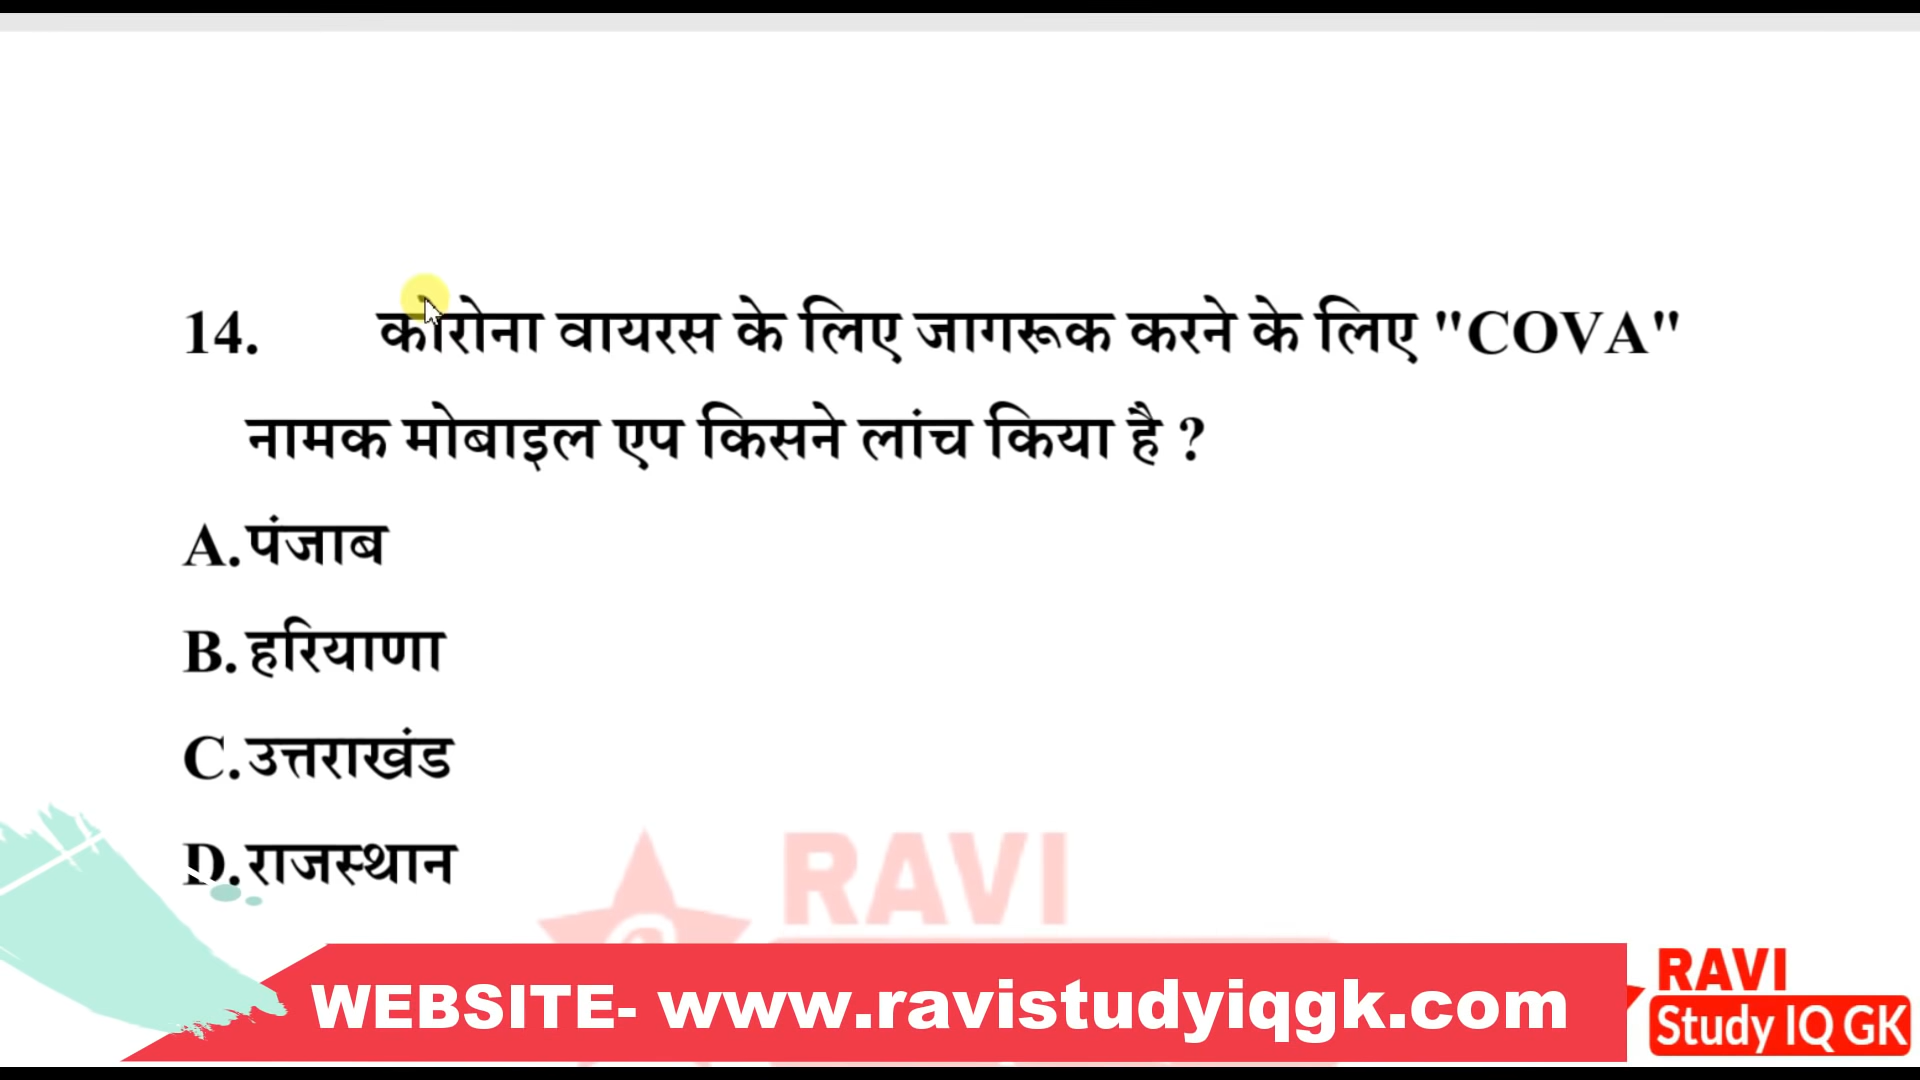 14. कोरोना वायरस के लिए जागरूक करने के लिए "COVA"
नामक मोबाइल एप किसने लांच किया है ?
A. पंजाब
B. हरियाणा
C. उत्तराखंड
D. राजस्थान
RAVI
WEBSITE- www.ravistudyiqgk.com
RAVI
Study IQ GK